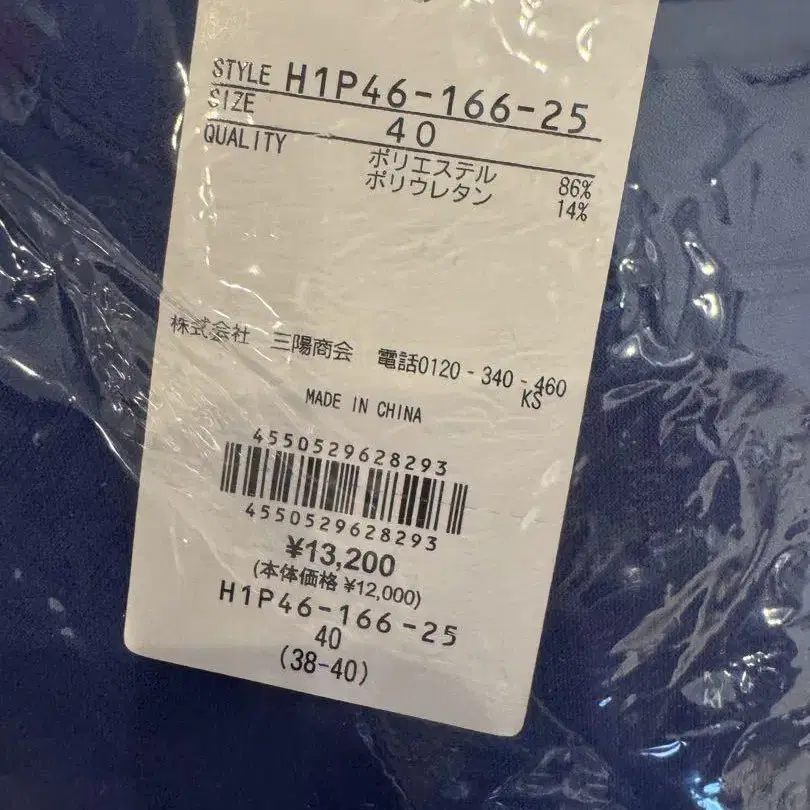 STYLE H1P46-166-25
SIZE 40
QUALITY
ポリエステル 86%
ポリウレタン 14%
株式会社 三陽商会 電話0120-340-460
KS
MADE IN CHINA
4550529628293
4550529628293
¥13,200
(本体価格 ¥12,000)
H1P46-166-25
40
(38-40)